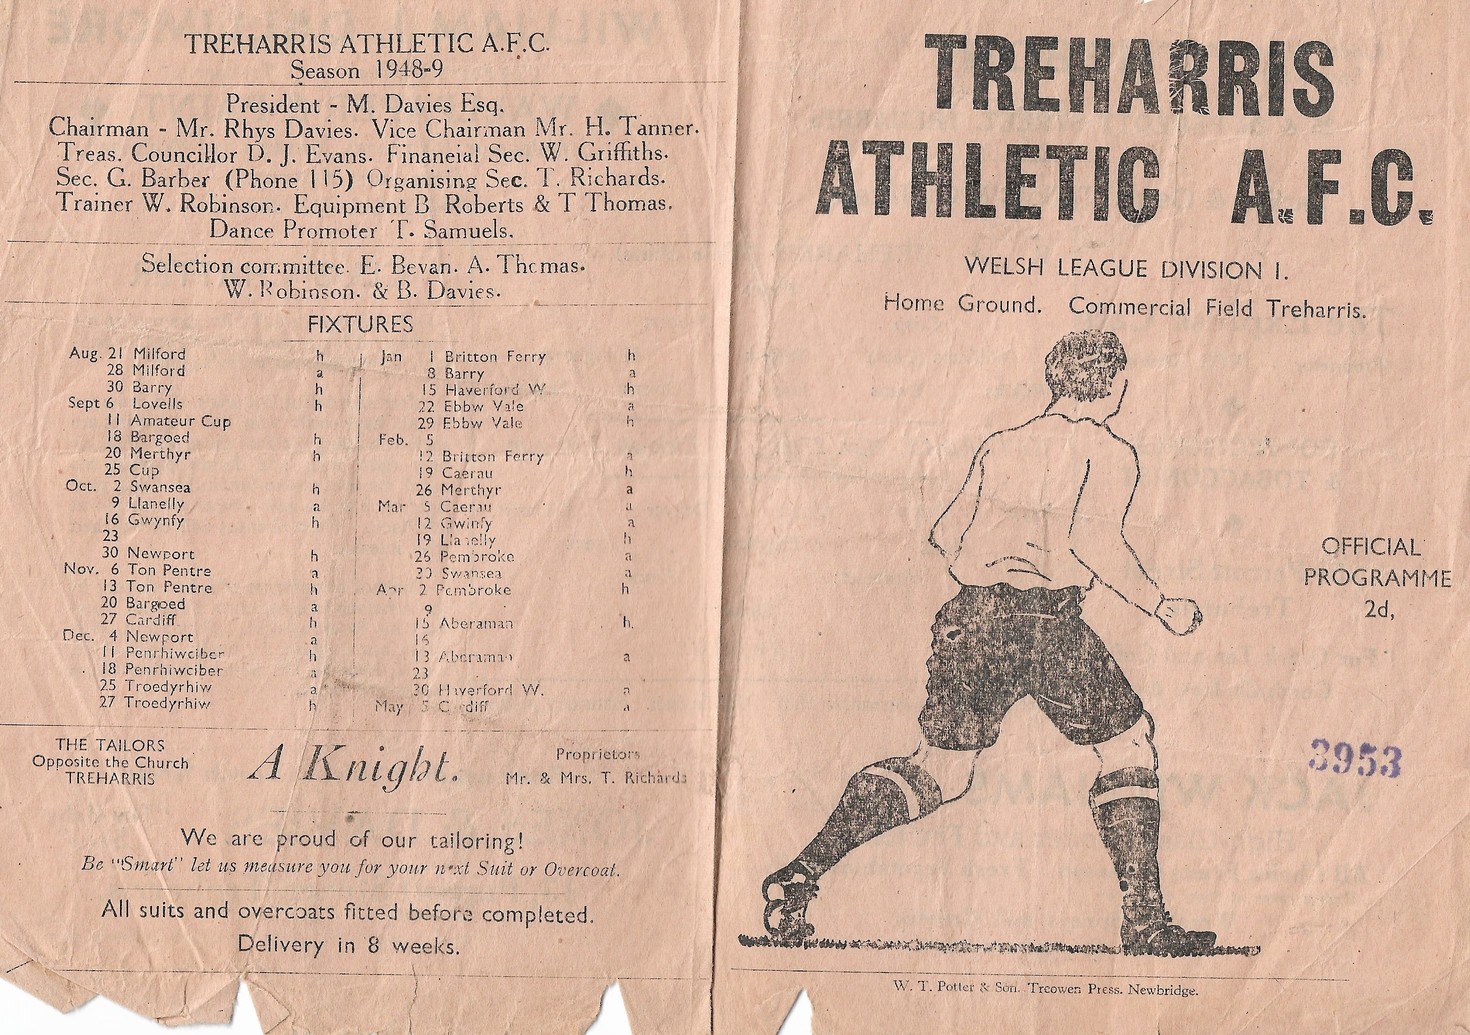 TREHARRIS ATHLETIC A.F.C.
Season 1948-9
President - M. Davies Esq.
Chairman - Mr. Rhys Davies. Vice Chairman Mr. H. Tanner.
Treas. Councillor D. J. Evans. Finaneial Sec. W. Griffiths.
Sec. G. Barber (Phone 115) Organising Sec. T. Richards.
Trainer W. Robinson. Equipment B Roberts & T Thomas.
Dance Promoter T. Samuels.
Selection committee. E. Bevan. A. Thomas.
W. Robinson. & B. Davies.
FIXTURES
Aug. 21 Milford h
28 Milford a
30 Barry h
Sept 6 Lovells h
11 Amateur Cup
18 Bargoed h
20 Merthyr h
25 Cup
Oct. 2 Swansea h
9 Llanelly a
16 Gwynfy h
23
30 Newport h
Nov. 6 Ton Pentre a
13 Ton Pentre h
20 Bargoed a
27 Cardiff h
Dec. 4 Newport a
11 Penrhiwciber h
18 Penrhiwciber a
25 Troedyrhiw a
27 Troedyrhiw h
Jan 1 Britton Ferry h
8 Barry a
15 Haverford W. h
22 Ebbw Vale a
29 Ebbw Vale h
Feb. 5
12 Britton Ferry a
19 Caerau h
26 Merthyr a
Mar 5 Caerau a
12 Gwinfy a
19 Llanelly h
26 Pembroke a
30 Swansea a
Apr 2 Pembroke h
9
15 Aberaman h.
16
18 Aberaman a
23
30 Haverford W. a
May 5 Cardiff a
THE TAILORS
Opposite the Church
TREHARRIS
A Knight.
Proprietors
Mr. & Mrs. T. Richards
We are proud of our tailoring!
Be "Smart" let us measure you for your next Suit or Overcoat.
All suits and overcoats fitted before completed.
Delivery in 8 weeks.
TREHARRIS
ATHLETIC A.F.C.
WELSH LEAGUE DIVISION 1.
Home Ground. Commercial Field Treharris.
OFFICIAL
PROGRAMME
2d,
3953
W. T. Potter & Son. Treowen Press. Newbridge.